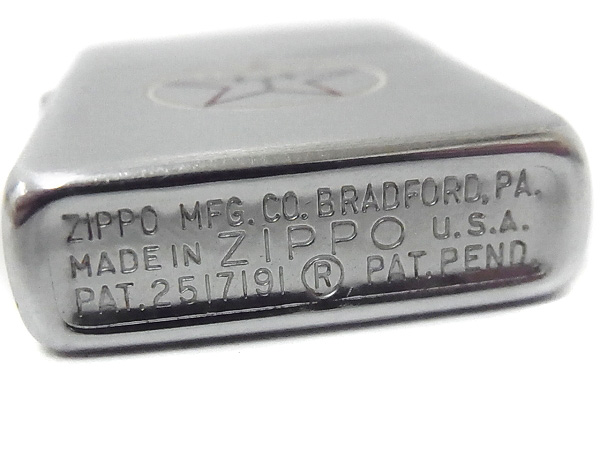 ZIPPO MFG. CO. BRADFORD, PA.
MADE IN ZIPPO U.S.A.
PAT. 2517191 ® PAT. PEND.